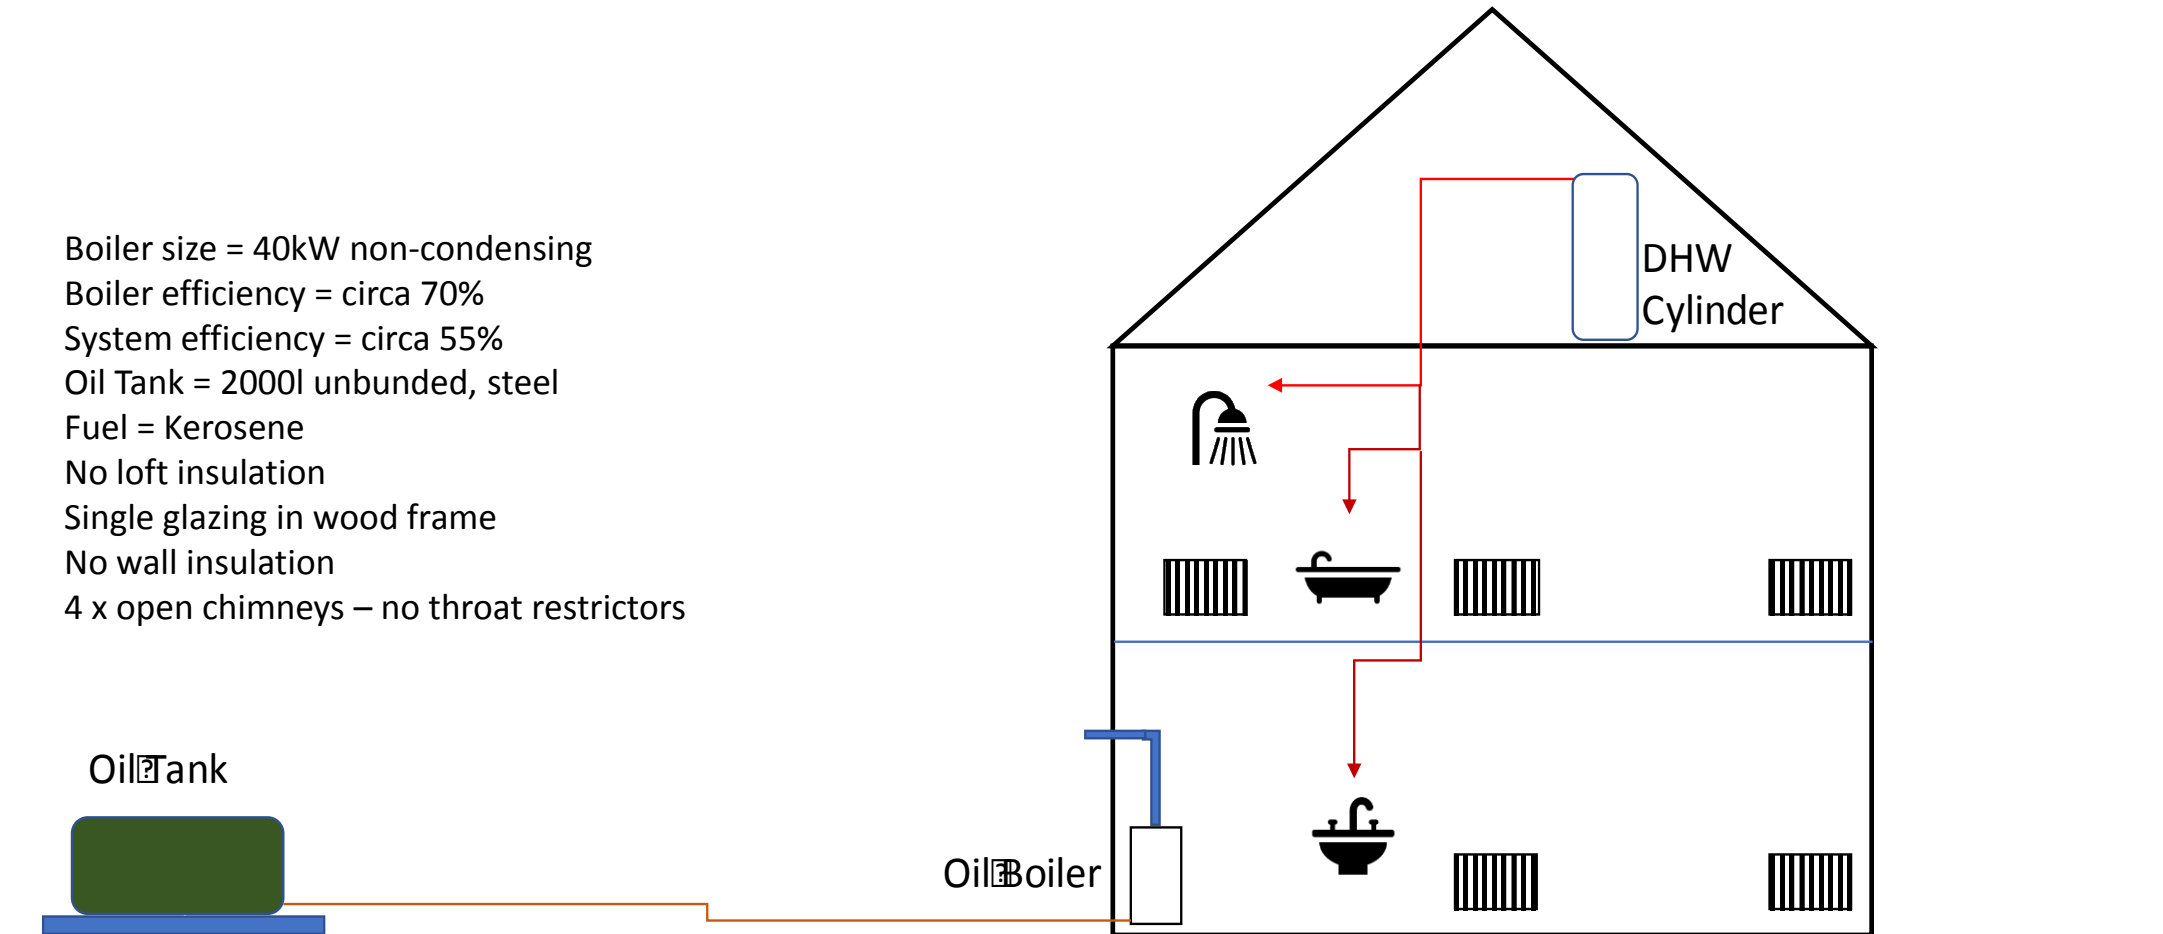 Boiler size = 40kW non-condensing
Boiler efficiency = circa 70%
System efficiency = circa 55%
Oil Tank = 2000l unbunded, steel
Fuel = Kerosene
No loft insulation
Single glazing in wood frame
No wall insulation
4 x open chimneys – no throat restrictors
DHW
Cylinder
Oil Tank
Oil Boiler